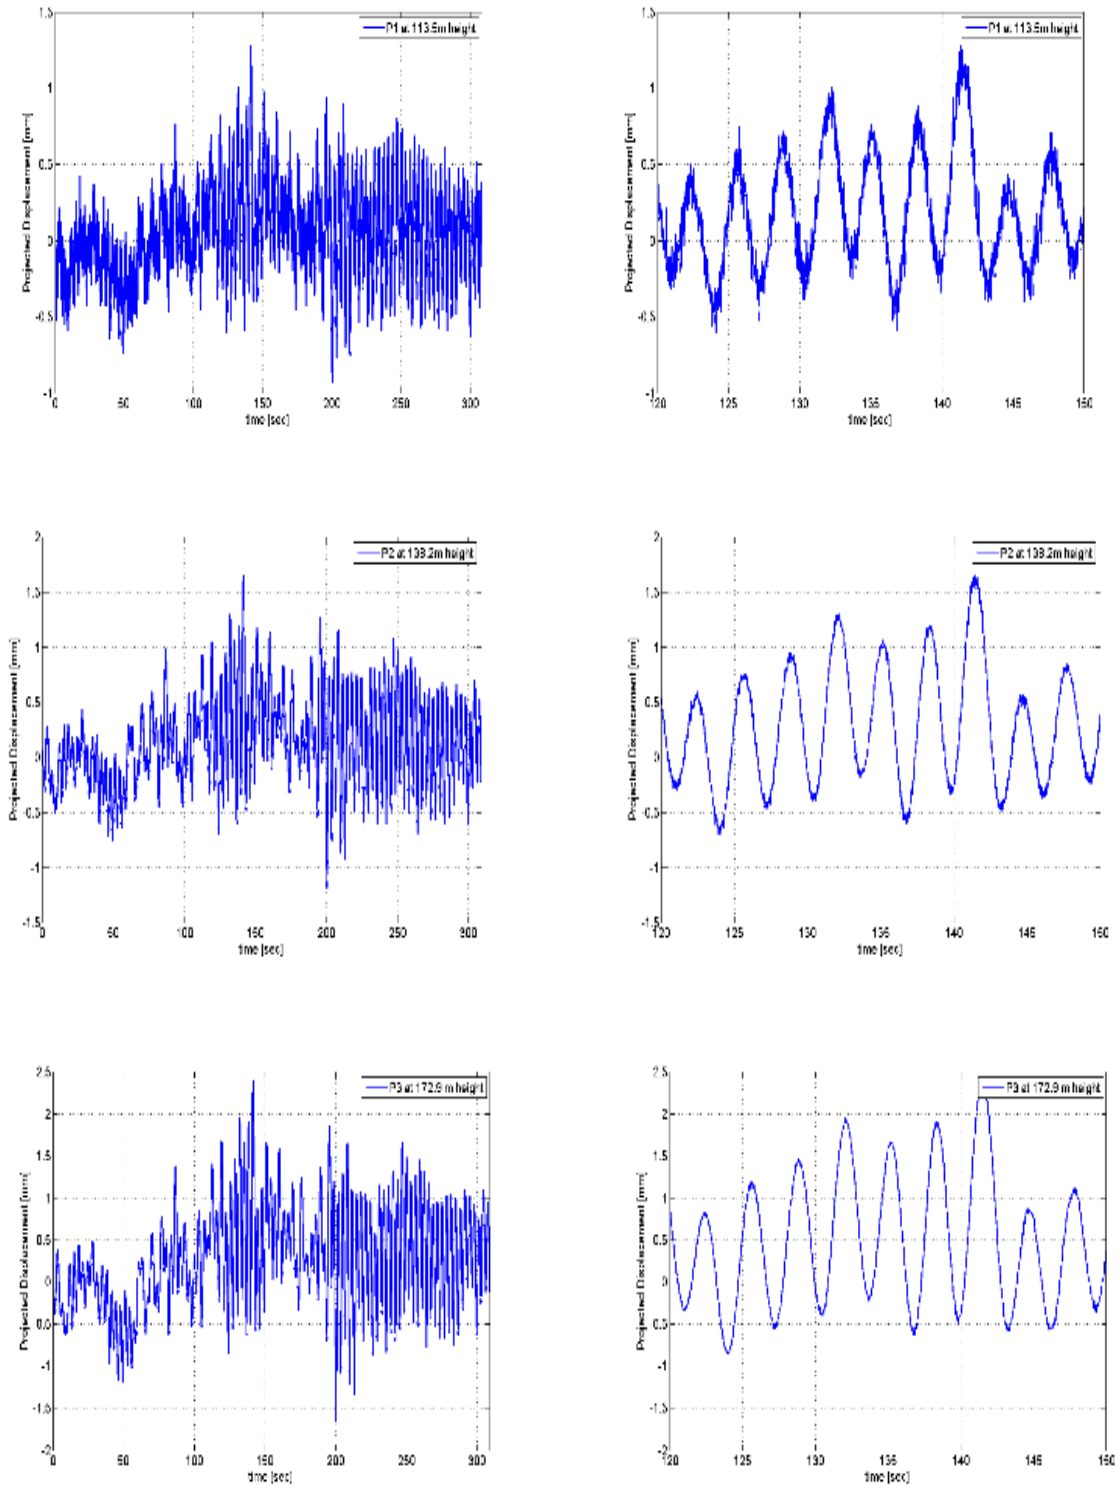 1.5
P1 at 113.5m height
1
0.5
0
-0.5
-1
Projected Displacement [mm]
0 50 100 150 200 250 300
time [sec]
1.5
P1 at 113.5m height
1
0.5
0
-0.5
-1
Projected Displacement [mm]
120 125 130 135 140 145 150
time [sec]
2
P2 at 138.2m height
1.5
1
0.5
0
-0.5
-1
-1.5
Projected Displacement [mm]
0 50 100 150 200 250 300
time [sec]
2
P2 at 138.2m height
1.5
1
0.5
0
-0.5
-1
-1.5
Projected Displacement [mm]
120 125 130 135 140 145 150
time [sec]
2.5
P3 at 172.9 m height
2
1.5
1
0.5
0
-0.5
-1
-1.5
-2
Projected Displacement [mm]
0 50 100 150 200 250 300
time [sec]
2.5
P3 at 172.9 m height
2
1.5
1
0.5
0
-0.5
-1
-1.5
-2
Projected Displacement [mm]
120 125 130 135 140 145 150
time [sec]